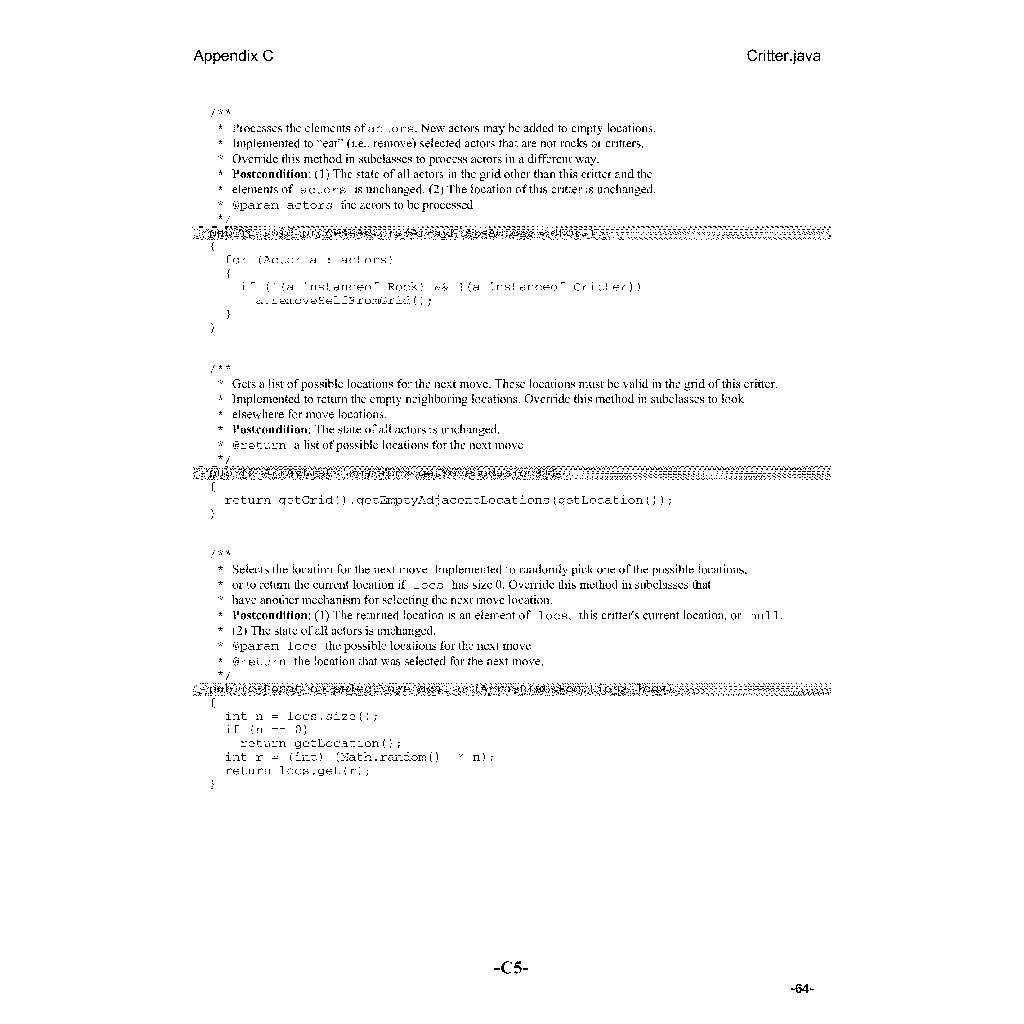 Appendix C
Critter.java
/**
* Processes the elements of actors. New actors may be added to empty locations.
* Implemented to "eat" (i.e., remove) selected actors that are not rocks or critters.
* Override this method in subclasses to process actors in a different way.
* Postcondition: (1) The state of all actors in the grid other than this critter and the
* elements of actors is unchanged. (2) The location of this critter is unchanged.
* @param actors the actors to be processed
*/
{
for (Actor a : actors)
{
if (!(a instanceof Rock) && !(a instanceof Critter))
a.removeSelfFromGrid();
}
}
/**
* Gets a list of possible locations for the next move. These locations must be valid in the grid of this critter.
* Implemented to return the empty neighboring locations. Override this method in subclasses to look
* elsewhere for move locations.
* Postcondition: The state of all actors is unchanged.
* @return a list of possible locations for the next move
*/
{
return getGrid().getEmptyAdjacentLocations(getLocation());
}
/**
* Selects the location for the next move. Implemented to randomly pick one of the possible locations,
* or to return the current location if locs has size 0. Override this method in subclasses that
* have another mechanism for selecting the next move location.
* Postcondition: (1) The returned location is an element of locs, this critter's current location, or null.
* (2) The state of all actors is unchanged.
* @param locs the possible locations for the next move
* @return the location that was selected for the next move.
*/
{
int n = locs.size();
if (n == 0)
return getLocation();
int r = (int) (Math.random() * n);
return locs.get(r);
}
-C5-
-64-